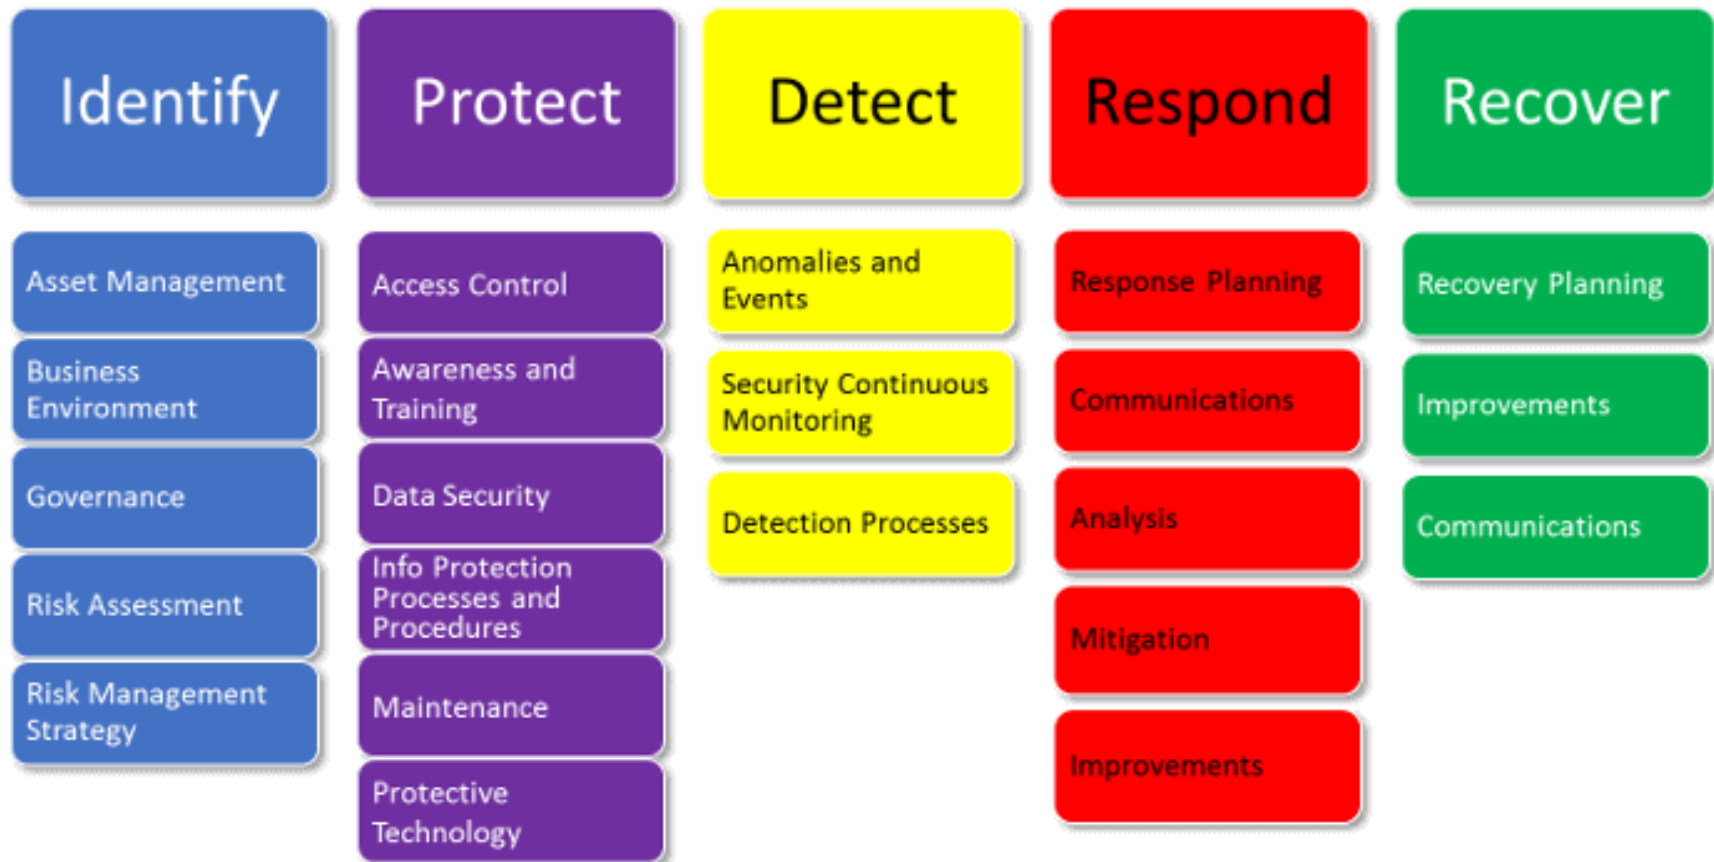 Identify
Protect
Detect
Respond
Recover
Asset Management
Business
Environment
Governance
Risk Assessment
Risk Management
Strategy
Access Control
Awareness and
Training
Data Security
Info Protection
Processes and
Procedures
Maintenance
Protective
Technology
Anomalies and
Events
Security Continuous
Monitoring
Detection Processes
Response Planning
Communications
Analysis
Mitigation
Improvements
Recovery Planning
Improvements
Communications